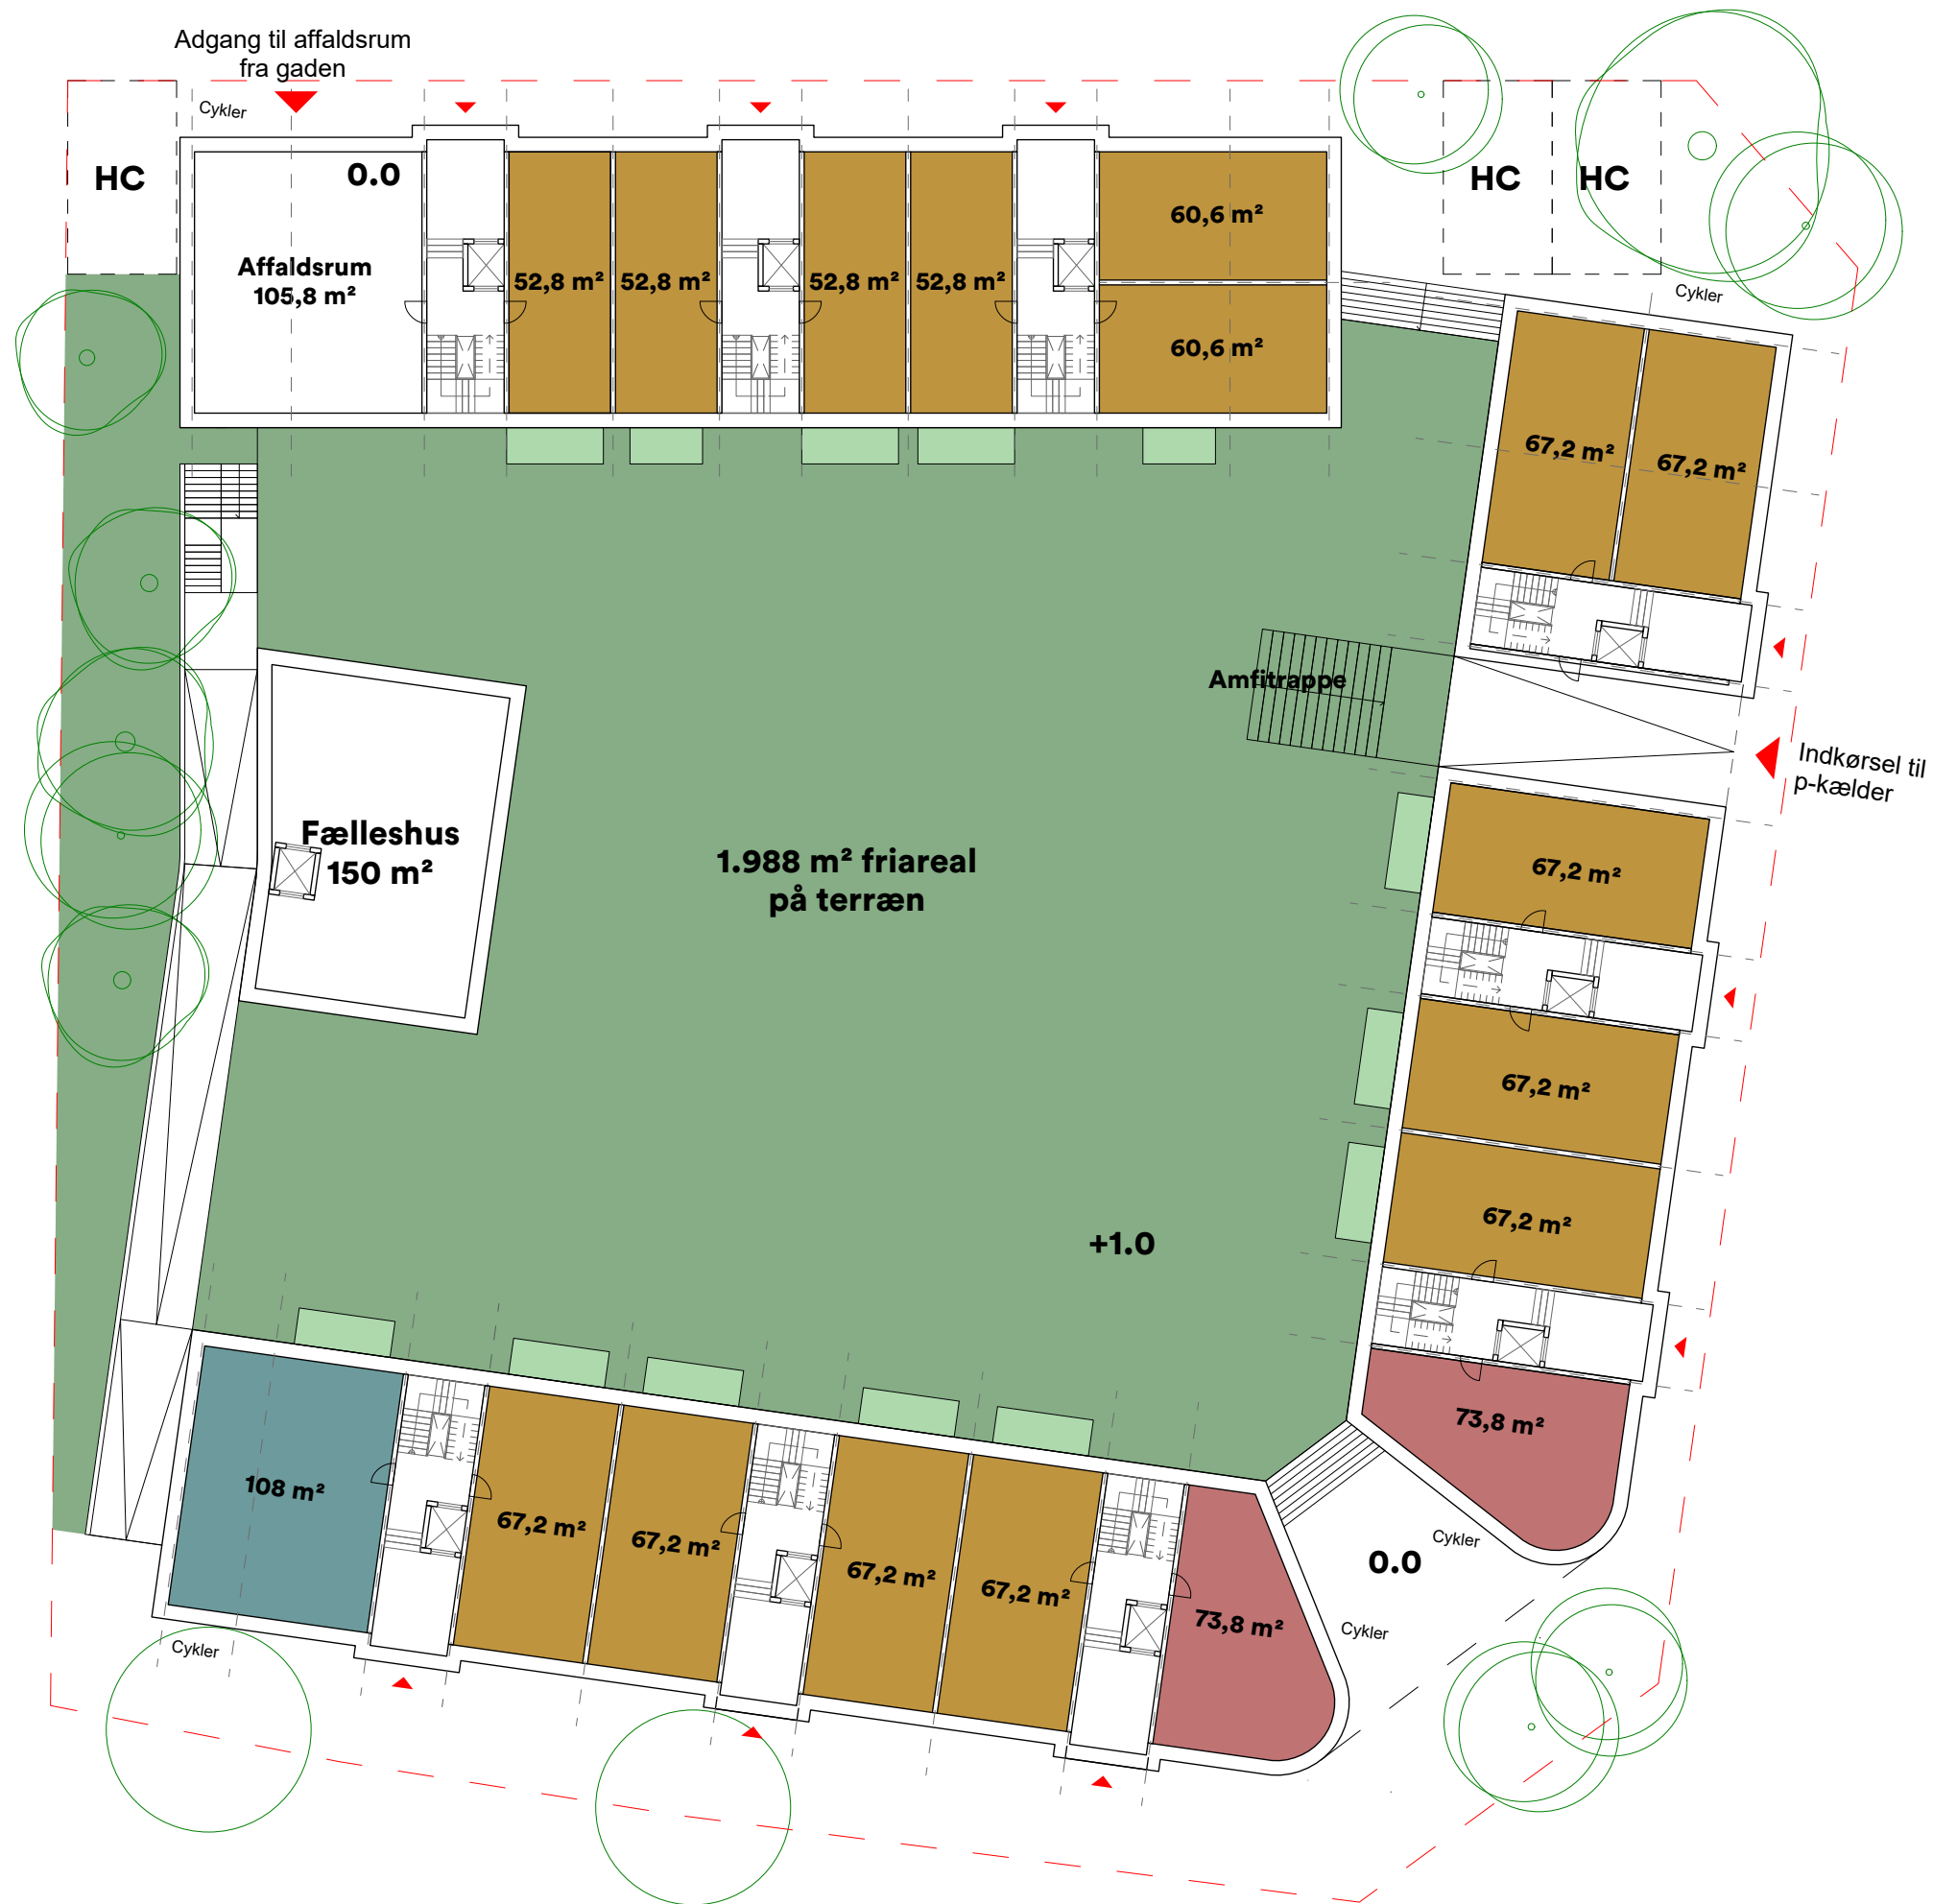 Adgang til affaldsrum
fra gaden
Cykler
HC
0.0
HC
HC
60,6 m²
Affaldsrum
105,8 m²
52,8 m²
52,8 m²
52,8 m²
52,8 m²
60,6 m²
Cykler
67,2 m²
67,2 m²
Amfitrappe
Indkørsel til
p-kælder
Fælleshus
150 m²
1.988 m² friareal
på terræn
67,2 m²
67,2 m²
67,2 m²
+1.0
73,8 m²
108 m²
67,2 m²
67,2 m²
67,2 m²
67,2 m²
73,8 m²
Cykler
0.0
Cykler
Cykler